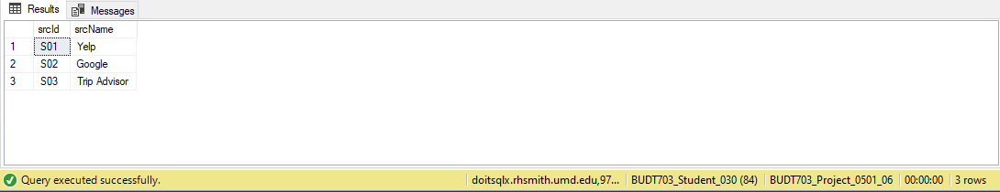 Results Messages
srcId srcName
1 S01 Yelp
2 S02 Google
3 S03 Trip Advisor
Query executed successfully. doitsqlx.rhsmith.umd.edu,97... BUDT703_Student_030 (84) BUDT703_Project_0501_06 00:00:00 3 rows